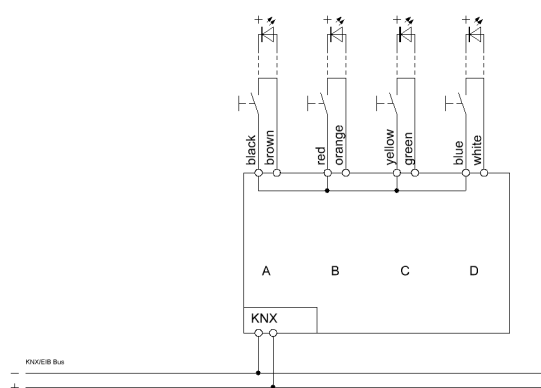 + + + +
black brown red orange yellow green blue white
A B C D
KNX
KNX/EIB Bus
−
+